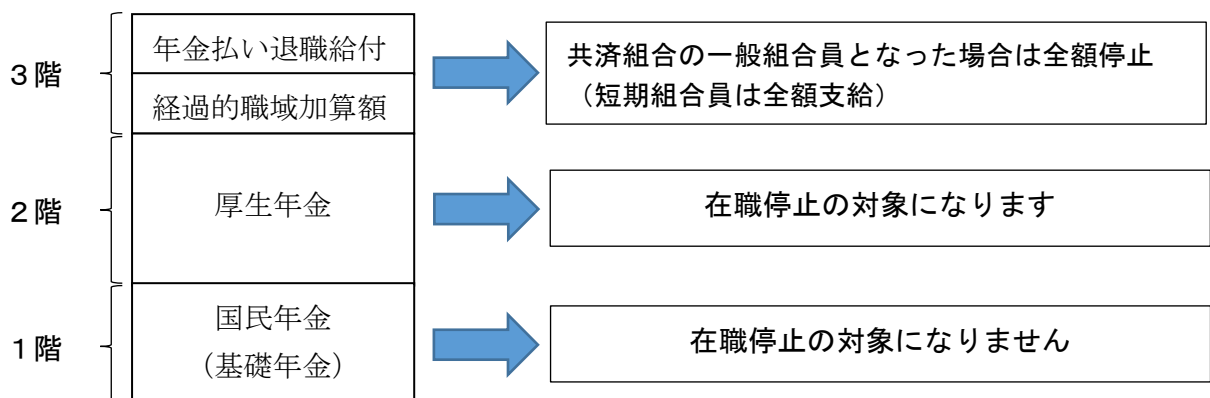 3階
年金払い退職給付
経過的職域加算額
共済組合の一般組合員となった場合は全額停止
（短期組合員は全額支給）
2階
厚生年金
在職停止の対象になります
1階
国民年金
（基礎年金）
在職停止の対象になりません